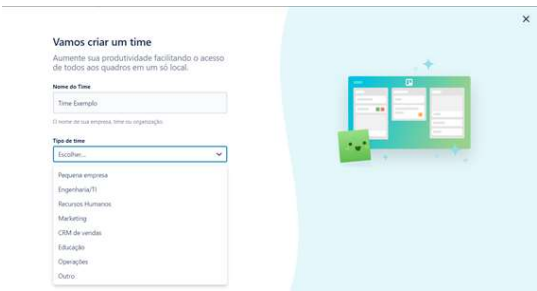 Vamos criar um time
Aumente sua produtividade facilitando o acesso
de todos aos quadros em um só local.
Nome do Time
Time Exemplo
O nome de sua empresa, time ou organização.
Tipo de time
Escolher...
Pequena empresa
Engenharia/TI
Recursos Humanos
Marketing
CRM de vendas
Educação
Operações
Outro